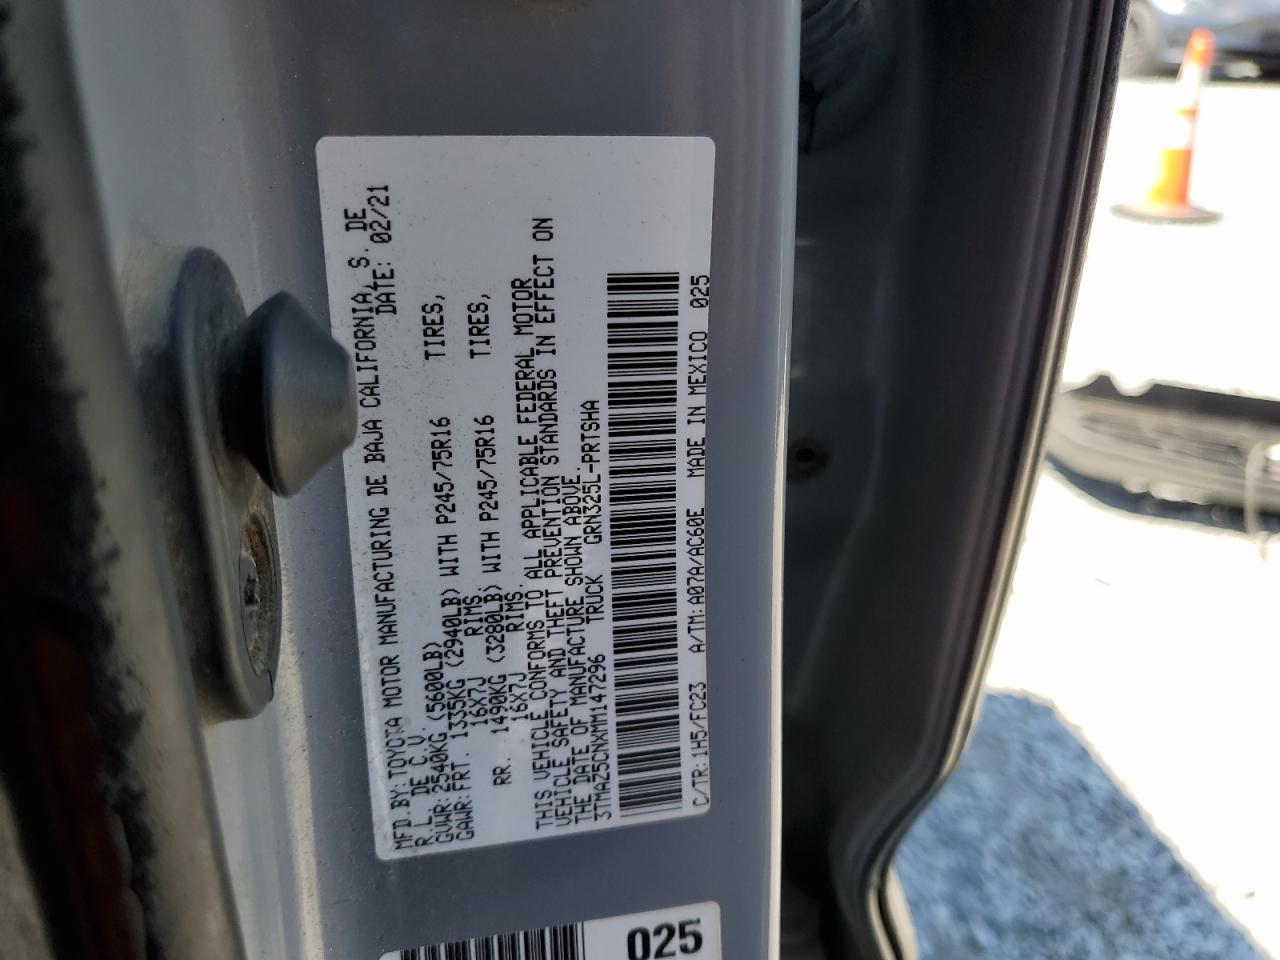 MFD.BY:TOYOTA MOTOR MANUFACTURING DE BAJA CALIFORNIA, S. DE
R.L. DE C.V. DATE: 02/21
GVWR:2540KG (5600LB)
GAWR:FRT. 1335KG (2940LB) WITH P245/75R16 TIRES,
16X7J RIMS.
RR. 1490KG (3280LB) WITH P245/75R16 TIRES,
16X7J RIMS.
THIS VEHICLE CONFORMS TO ALL APPLICABLE FEDERAL MOTOR
VEHICLE SAFETY AND THEFT PREVENTION STANDARDS IN EFFECT ON
THE DATE OF MANUFACTURE SHOWN ABOVE.
3TMAZ5CNXMM147296 TRUCK GRN325L-PRTSHA
C/TR:1H5/FC23 A/TM:A07A/AC60E MADE IN MEXICO 025
025